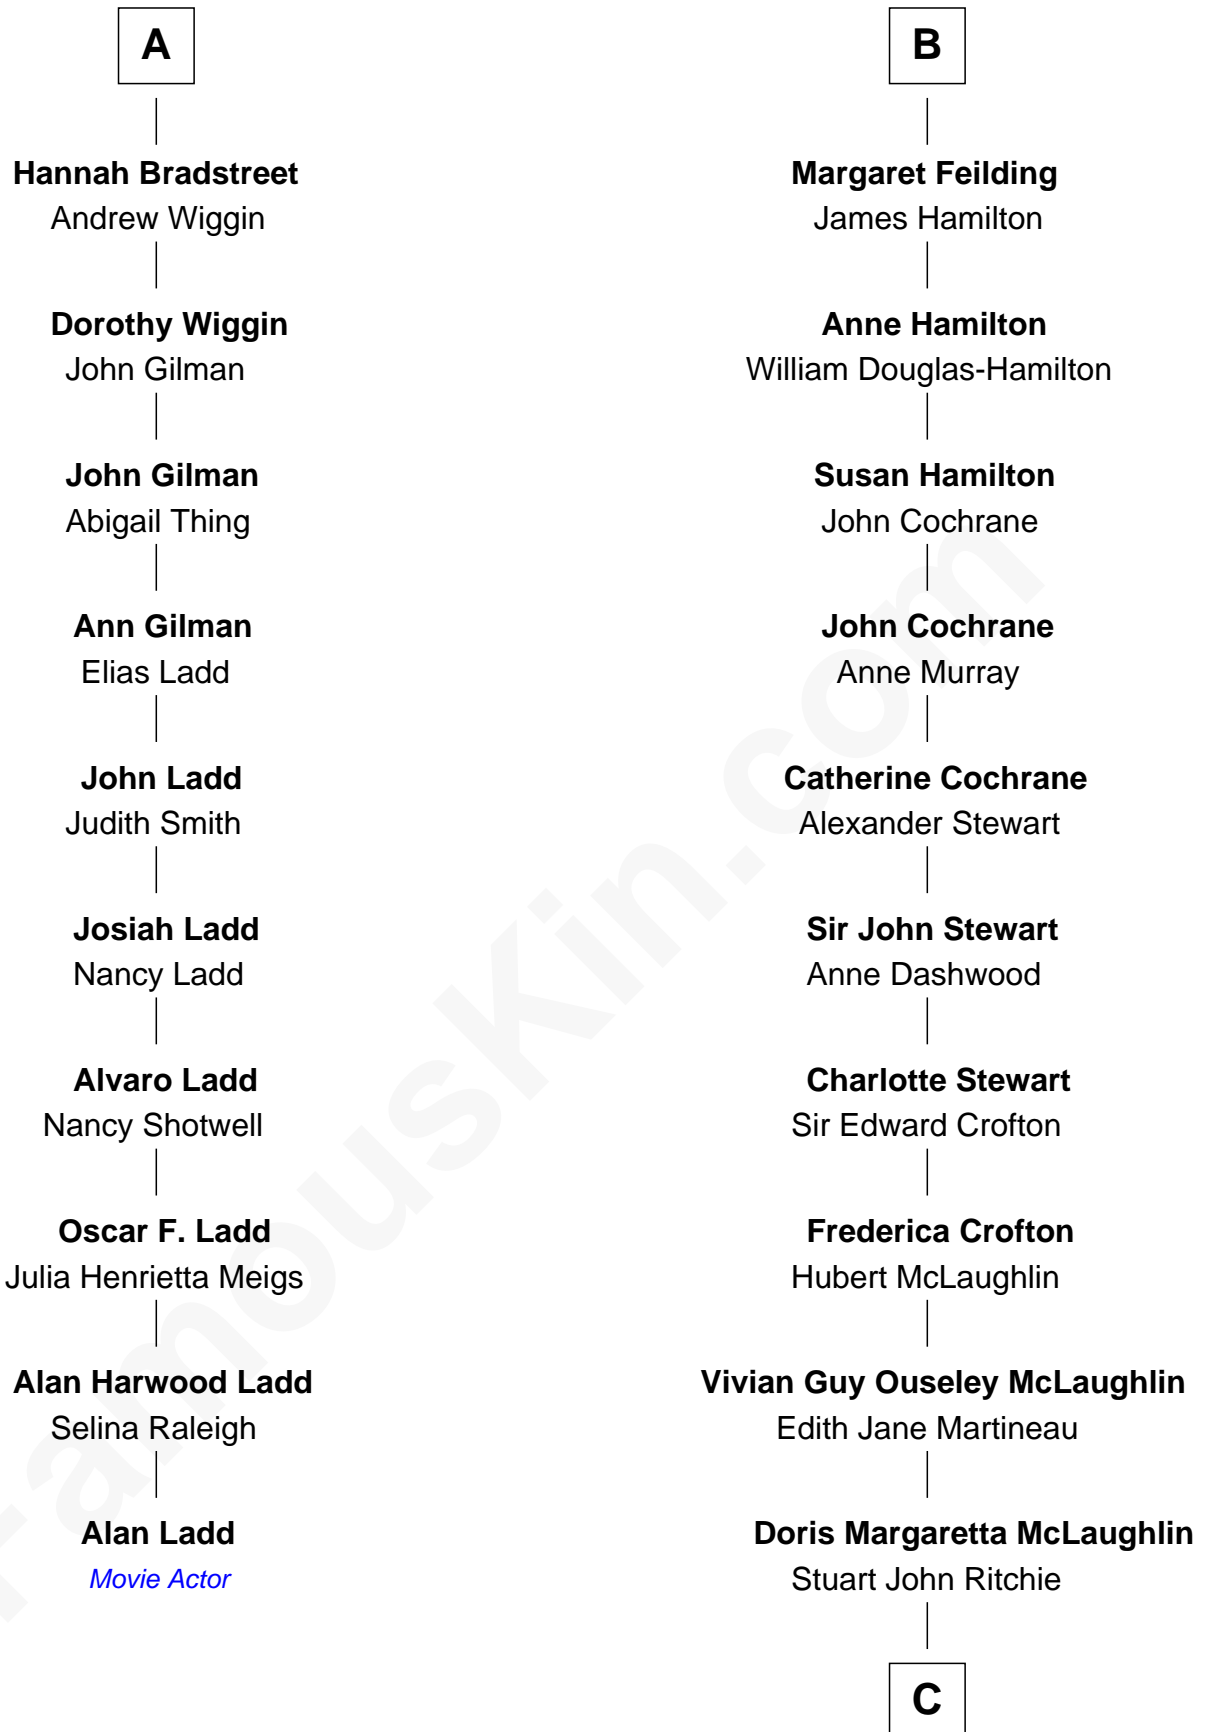 A
Hannah Bradstreet
Andrew Wiggin
Dorothy Wiggin
John Gilman
John Gilman
Abigail Thing
Ann Gilman
Elias Ladd
John Ladd
Judith Smith
Josiah Ladd
Nancy Ladd
Alvaro Ladd
Nancy Shotwell
Oscar F. Ladd
Julia Henrietta Meigs
Alan Harwood Ladd
Selina Raleigh
Alan Ladd
Movie Actor
B
Margaret Feilding
James Hamilton
Anne Hamilton
William Douglas-Hamilton
Susan Hamilton
John Cochrane
John Cochrane
Anne Murray
Catherine Cochrane
Alexander Stewart
Sir John Stewart
Anne Dashwood
Charlotte Stewart
Sir Edward Crofton
Frederica Crofton
Hubert McLaughlin
Vivian Guy Ouseley McLaughlin
Edith Jane Martineau
Doris Margaretta McLaughlin
Stuart John Ritchie
C
FamousKin.com